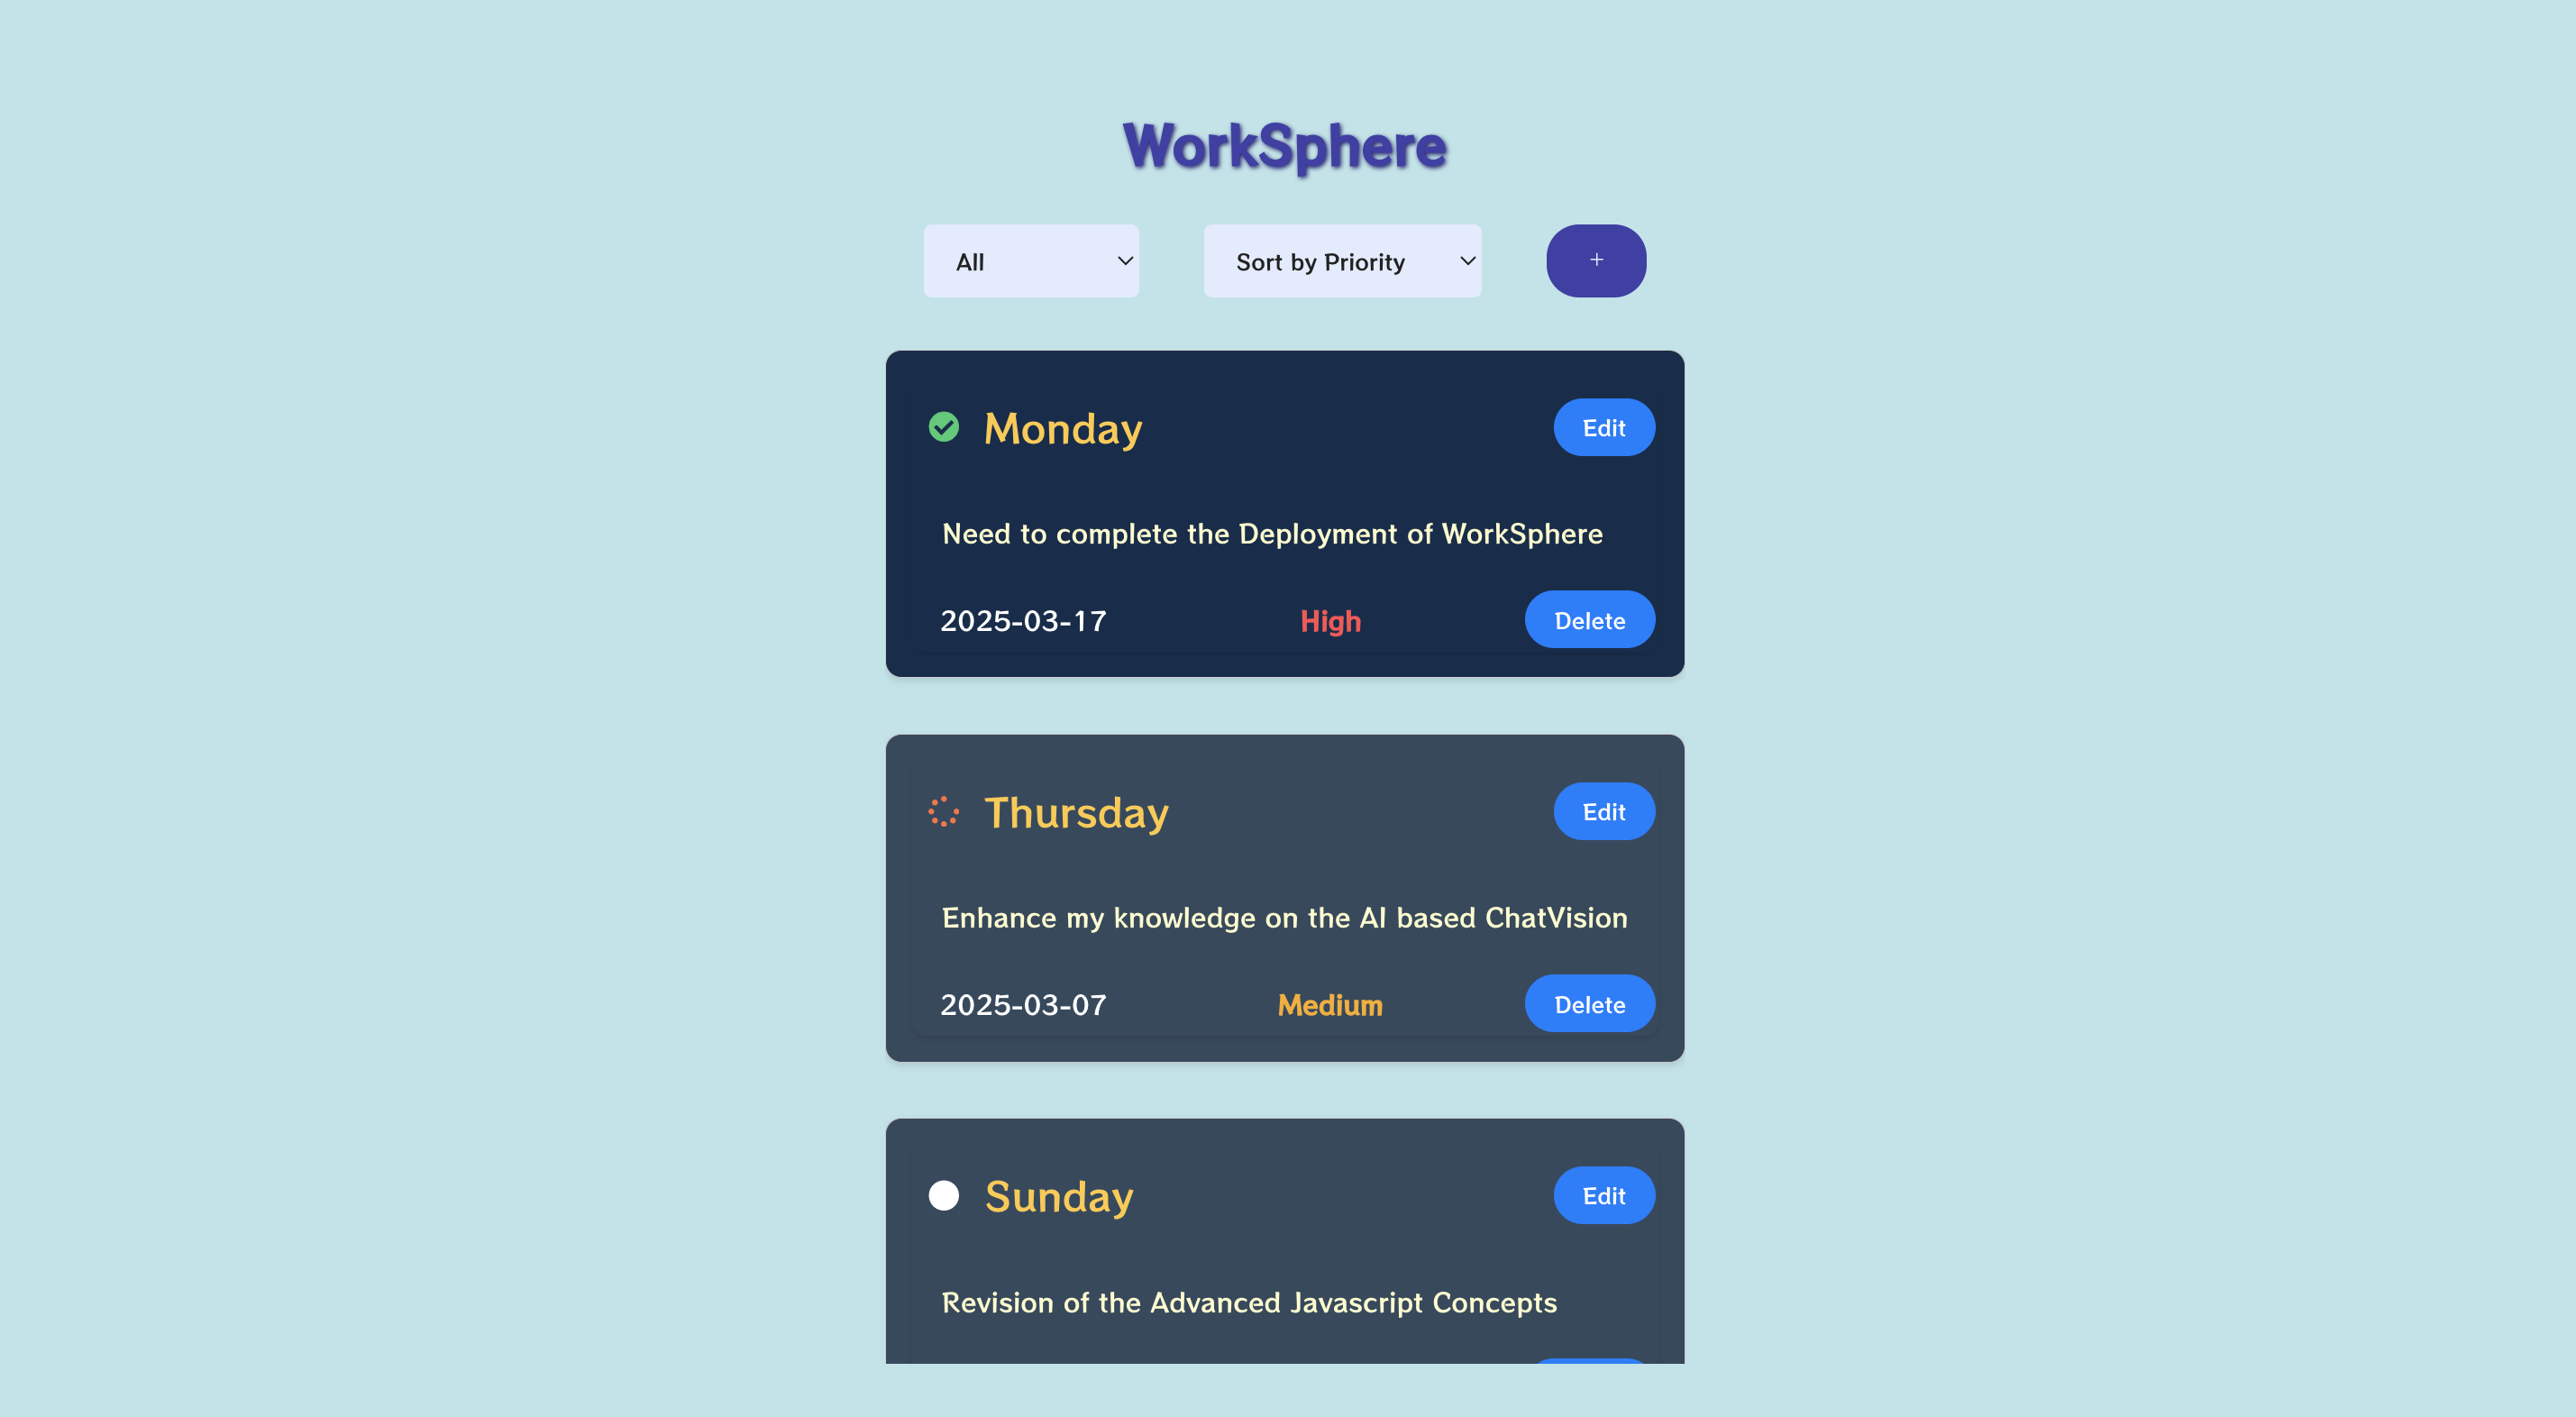 WorkSphere
All
Sort by Priority
+
Monday
Edit
Need to complete the Deployment of WorkSphere
2025-03-17
High
Delete
Thursday
Edit
Enhance my knowledge on the AI based ChatVision
2025-03-07
Medium
Delete
Sunday
Edit
Revision of the Advanced Javascript Concepts